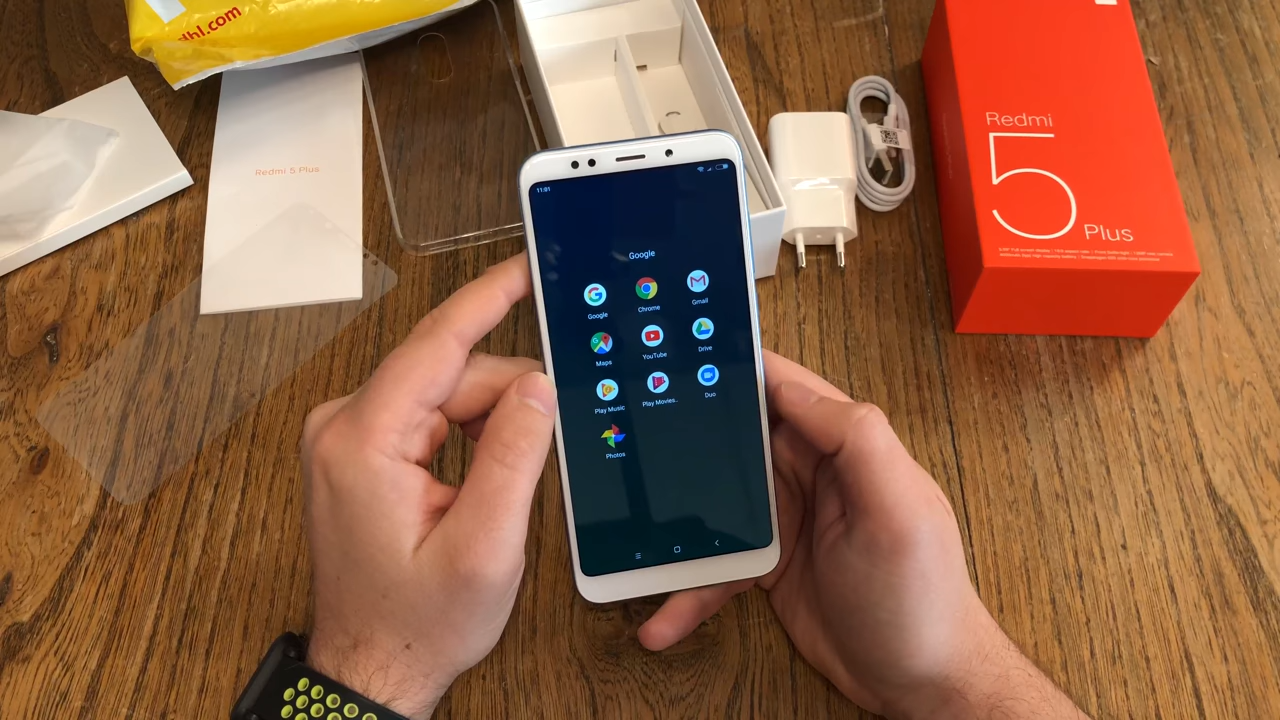 dhl.com
Redmi 5 Plus
Redmi
5
Plus
11:01
Google
Google
Chrome
Gmail
Maps
YouTube
Drive
Play Music
Play Movies..
Duo
Photos